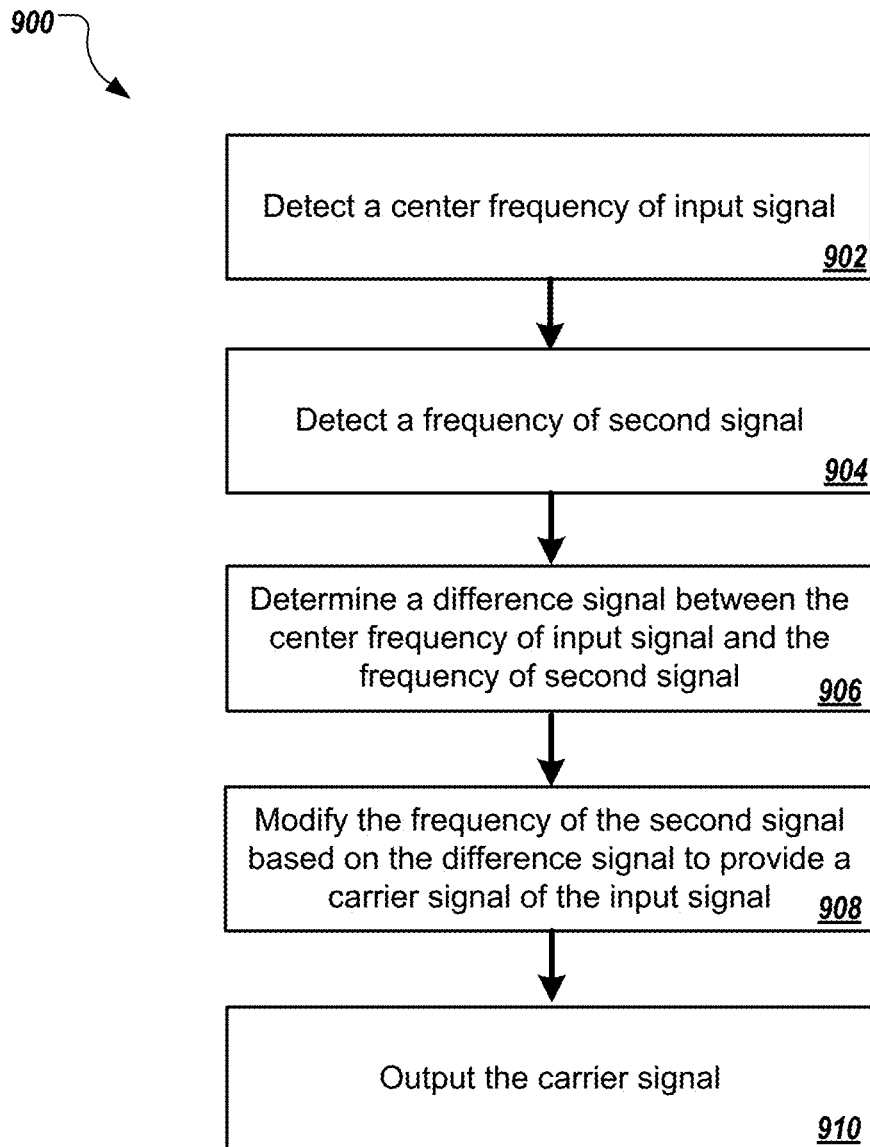 900
Detect a center frequency of input signal
902
Detect a frequency of second signal
904
Determine a difference signal between the
center frequency of input signal and the
frequency of second signal
906
Modify the frequency of the second signal
based on the difference signal to provide a
carrier signal of the input signal
908
Output the carrier signal
910